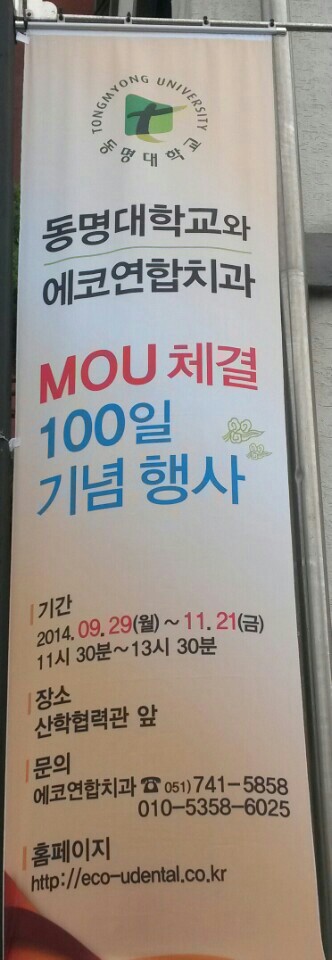 TONGMYONG UNIVERSITY
동명대학교
동명대학교와
에코연합치과
MOU 체결
100일
기념 행사
기간
2014. 09. 29(월) ~ 11. 21(금)
11시 30분~13시 30분
장소
산학협력관 앞
문의
에코연합치과 ☎ 051) 741-5858
010-5358-6025
홈페이지
http://eco-udental.co.kr